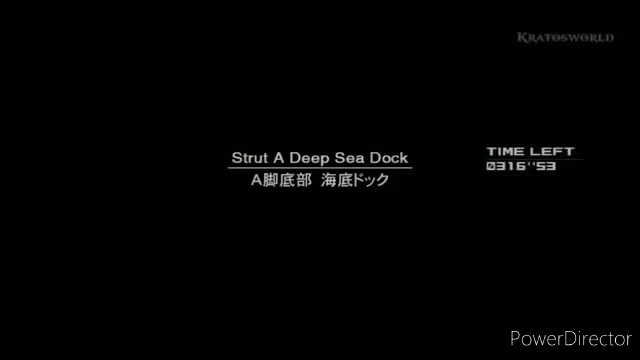 KRATOSWORLD
Strut A Deep Sea Dock
A脚底部 海底ドック
TIME LEFT
0316"53
PowerDirector